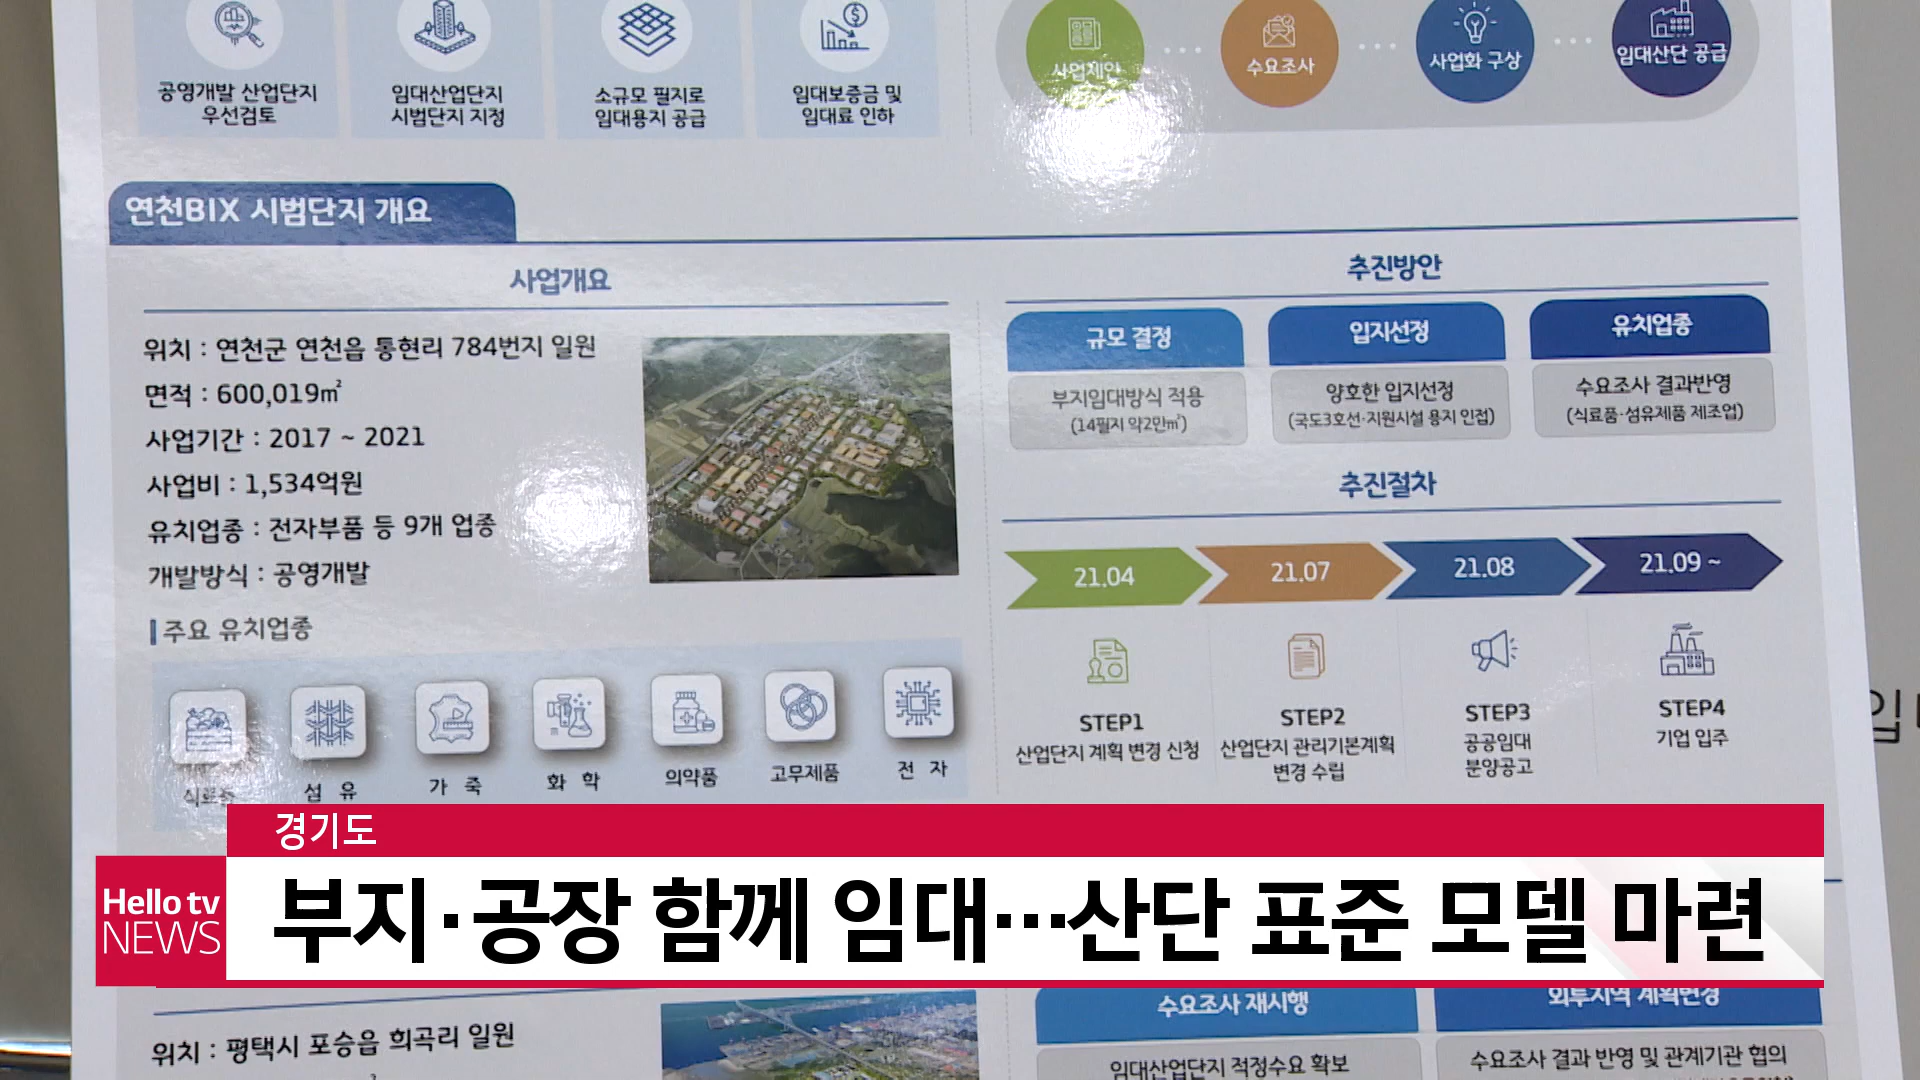 공영개발 산업단지
우선검토
임대산업단지
시범단지 지정
소규모 필지로
임대용지 공급
임대보증금 및
임대료 인하
사업제안
수요조사
사업화 구상
임대산단 공급
연천BIX 시범단지 개요
사업개요
위치 : 연천군 연천읍 통현리 784번지 일원
면적 : 600,019㎡
사업기간 : 2017 ~ 2021
사업비 : 1,534억원
유치업종 : 전자부품 등 9개 업종
개발방식 : 공영개발
주요 유치업종
섬 유
가 죽
화 학
의약품
고무제품
전 자
추진방안
규모 결정
부지임대방식 적용
(14필지 약2만㎡)
입지선정
양호한 입지선정
(국도3호선·지원시설 용지 인접)
유치업종
수요조사 결과반영
(식료품·섬유제품 제조업)
추진절차
21.04
21.07
21.08
21.09 ~
STEP1
산업단지 계획 변경 신청
STEP2
산업단지 관리기본계획
변경 수립
STEP3
공공임대
분양공고
STEP4
기업 입주
경기도
Hello tv
NEWS
부지·공장 함께 임대…산단 표준 모델 마련
위치 : 평택시 포승읍 희곡리 일원
수요조사 재시행
임대산업단지 적정수요 확보
외투지역 계획변경
수요조사 결과 반영 및 관계기관 협의